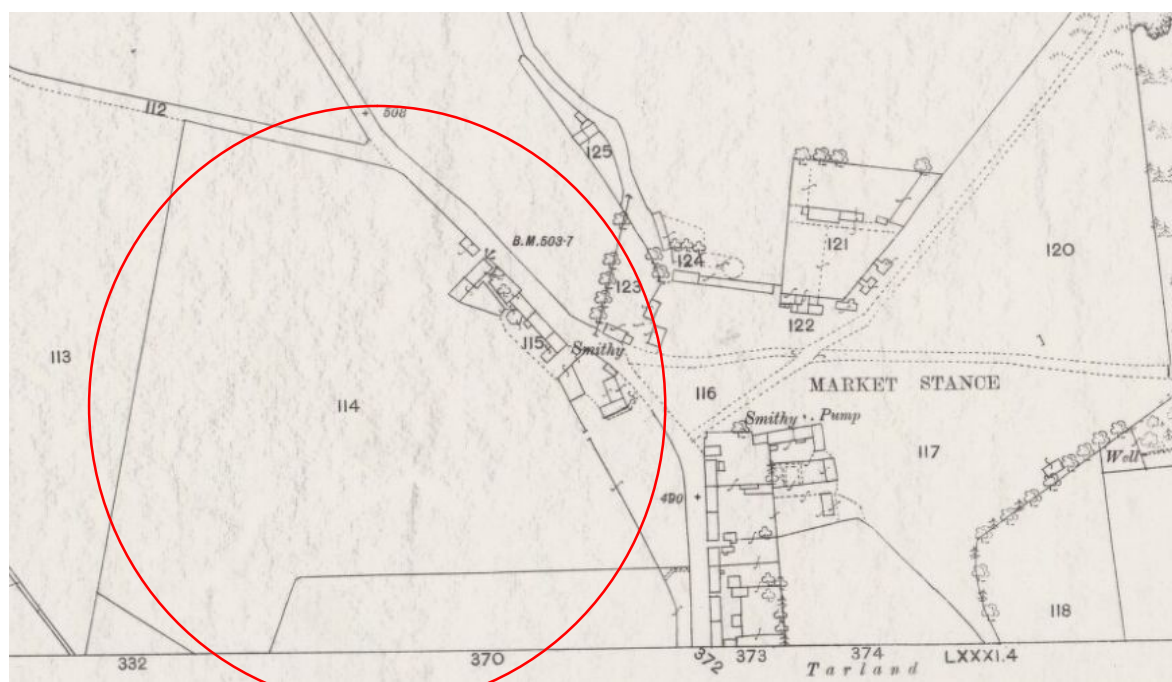 112
508
125
B.M.503·7
124
121
120
123
122
113
115
Smithy
116
MARKET STANCE
114
Smithy
Pump
117
Well
490
118
332
370
372
373
374
LXXXI.4
Tarland